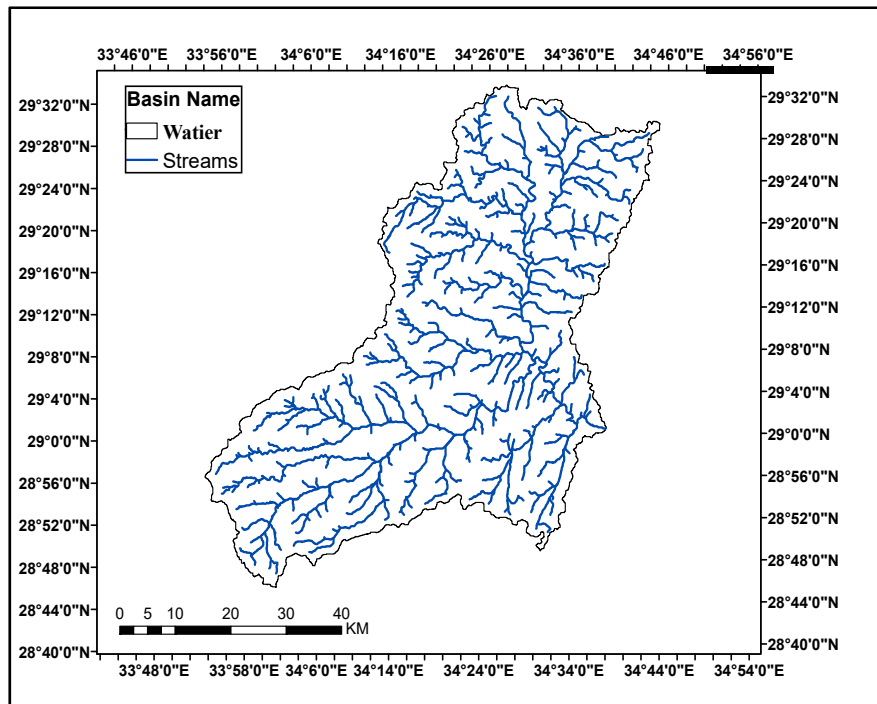 33°46'0"E 33°56'0"E 34°6'0"E 34°16'0"E 34°26'0"E 34°36'0"E 34°46'0"E 34°56'0"E
Basin Name
Watier
Streams
29°32'0"N 29°32'0"N
29°28'0"N 29°28'0"N
29°24'0"N 29°24'0"N
29°20'0"N 29°20'0"N
29°16'0"N 29°16'0"N
29°12'0"N 29°12'0"N
29°8'0"N 29°8'0"N
29°4'0"N 29°4'0"N
29°0'0"N 29°0'0"N
28°56'0"N 28°56'0"N
28°52'0"N 28°52'0"N
28°48'0"N 28°48'0"N
28°44'0"N 28°44'0"N
28°40'0"N 28°40'0"N
0 5 10 20 30 40
KM
33°48'0"E 33°58'0"E 34°6'0"E 34°14'0"E 34°24'0"E 34°34'0"E 34°44'0"E 34°54'0"E